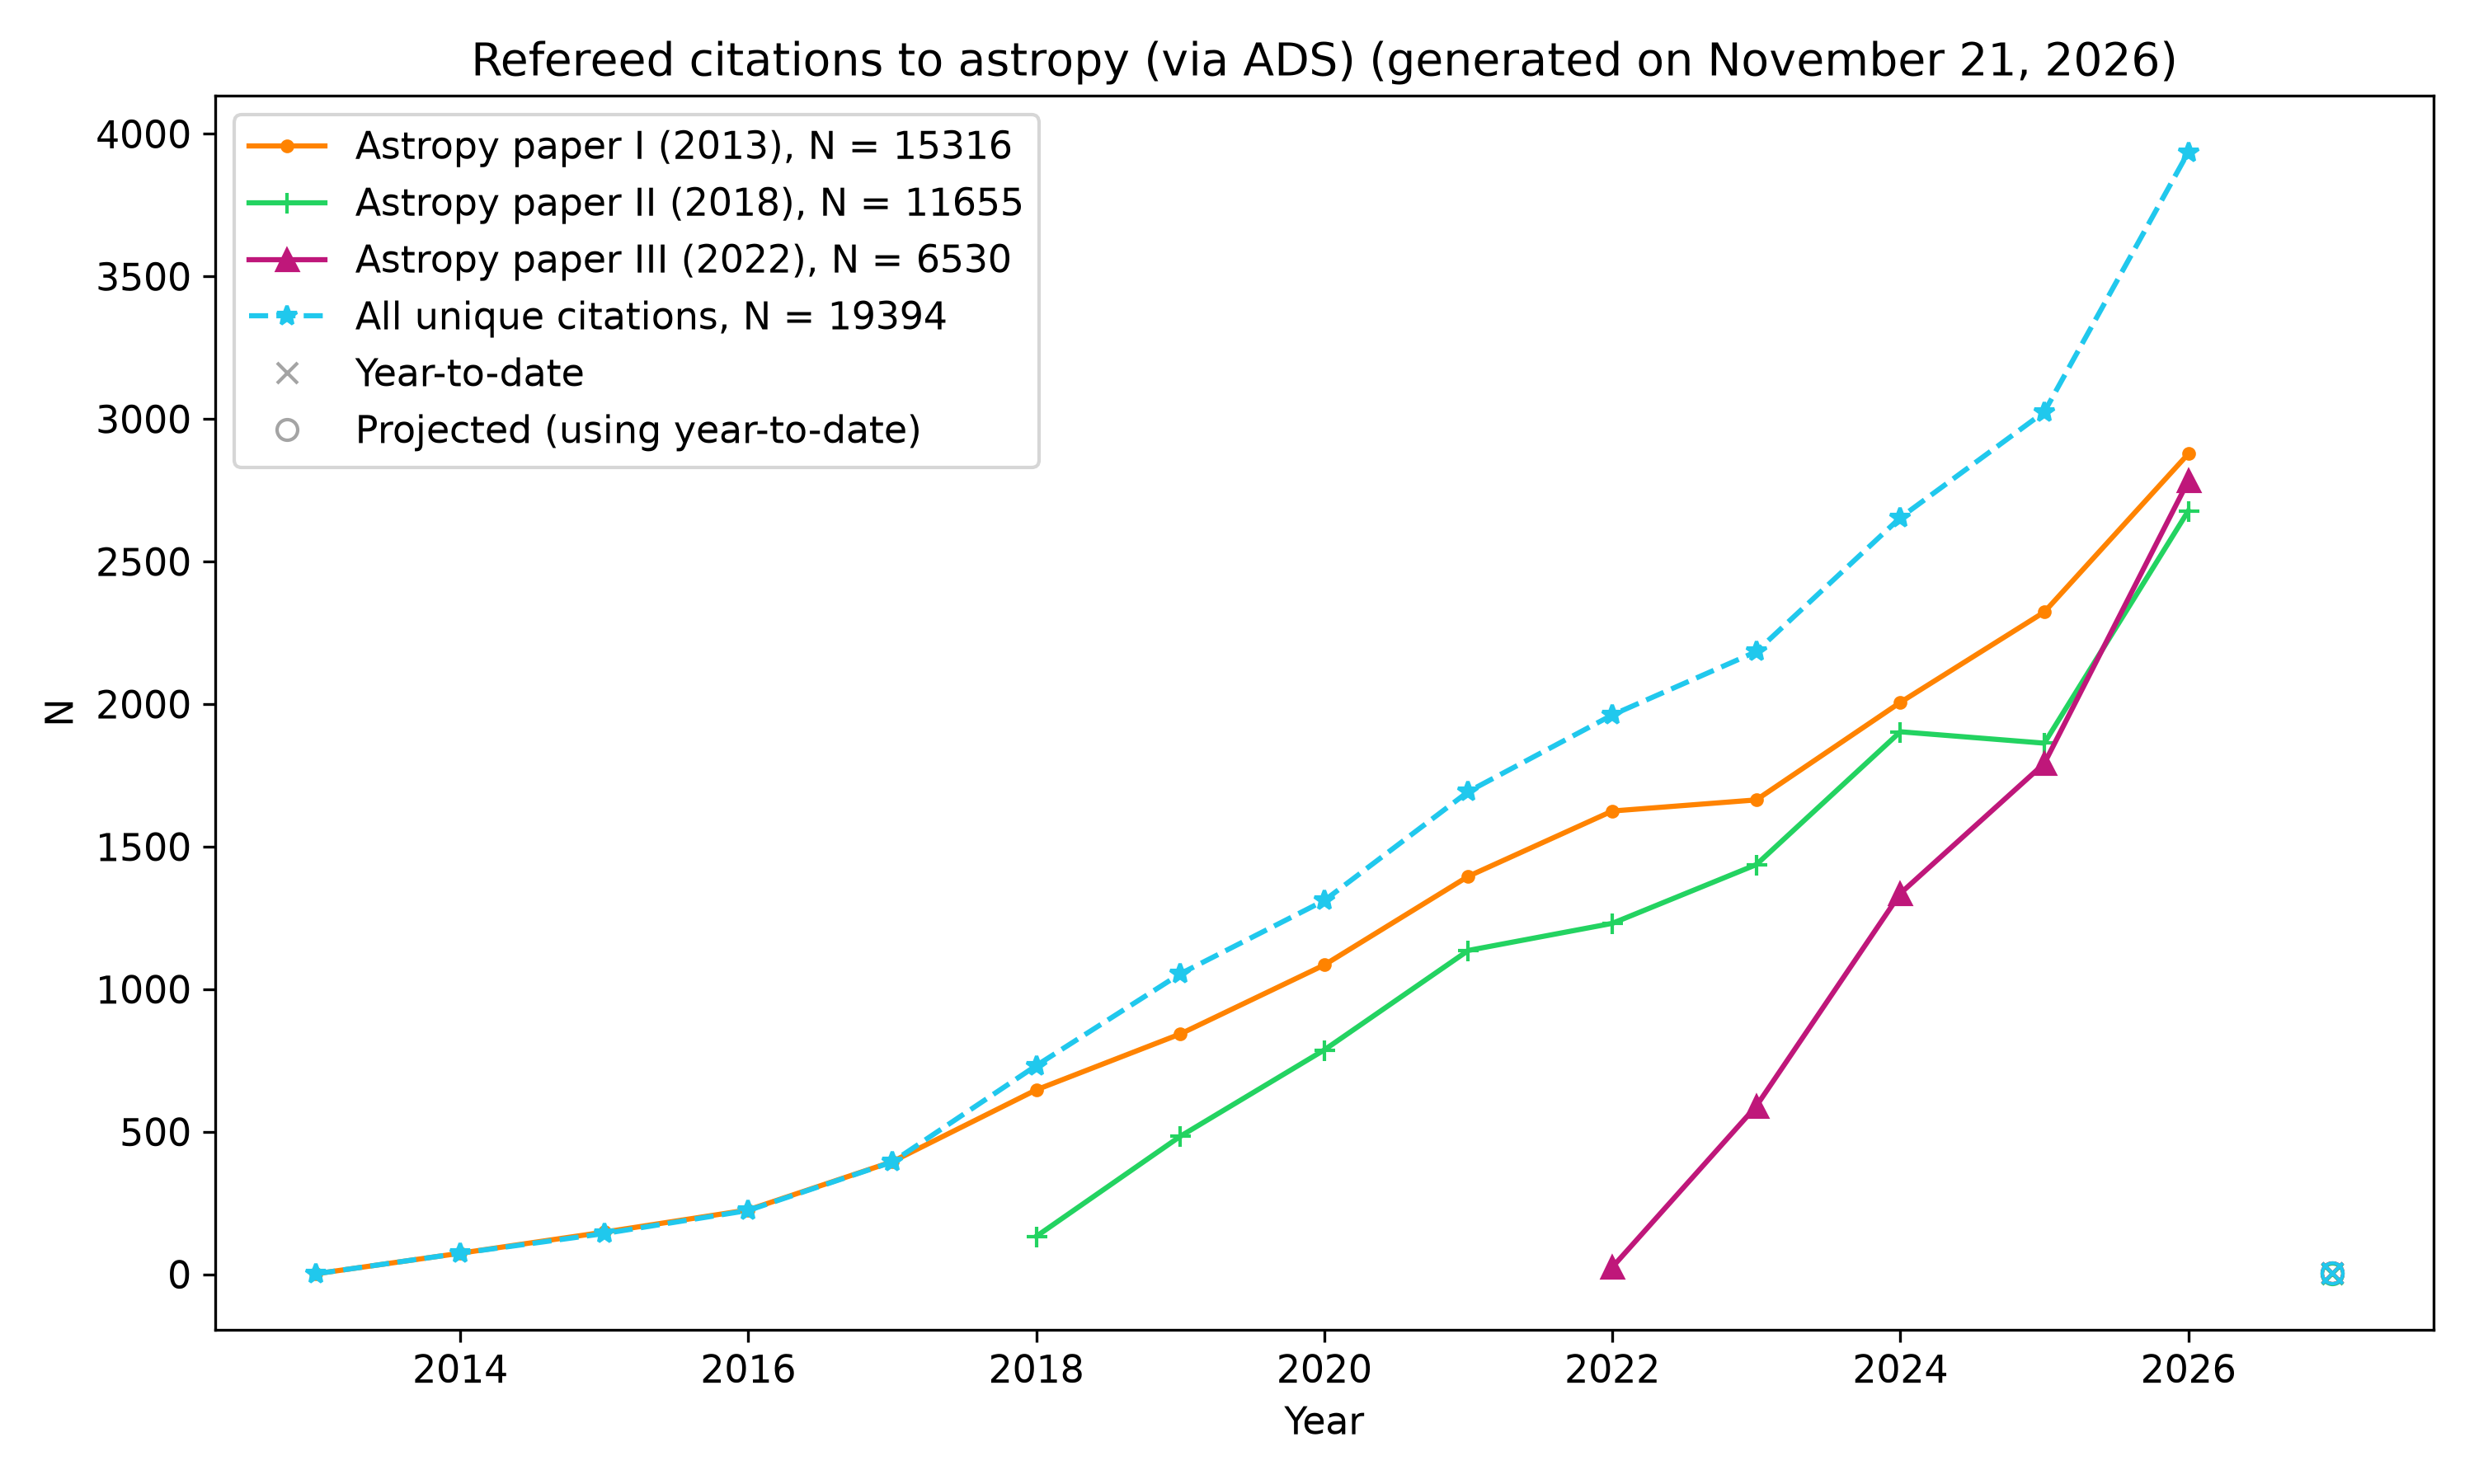 Refereed citations to astropy (via ADS) (generated on November 21, 2026)
4000
3500
3000
2500
2000
1500
1000
500
0
N
Astropy paper I (2013), N = 15316
Astropy paper II (2018), N = 11655
Astropy paper III (2022), N = 6530
All unique citations, N = 19394
Year-to-date
Projected (using year-to-date)
2014
2016
2018
2020
2022
2024
2026
Year